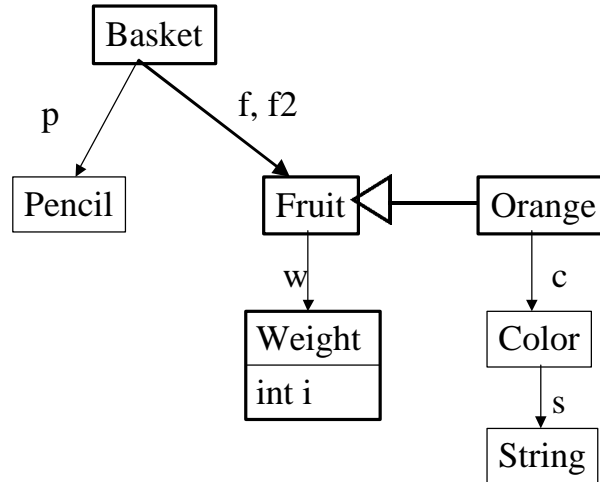 Basket
p
f, f2
Pencil
Fruit
Orange
w
c
Weight
Color
int i
s
String